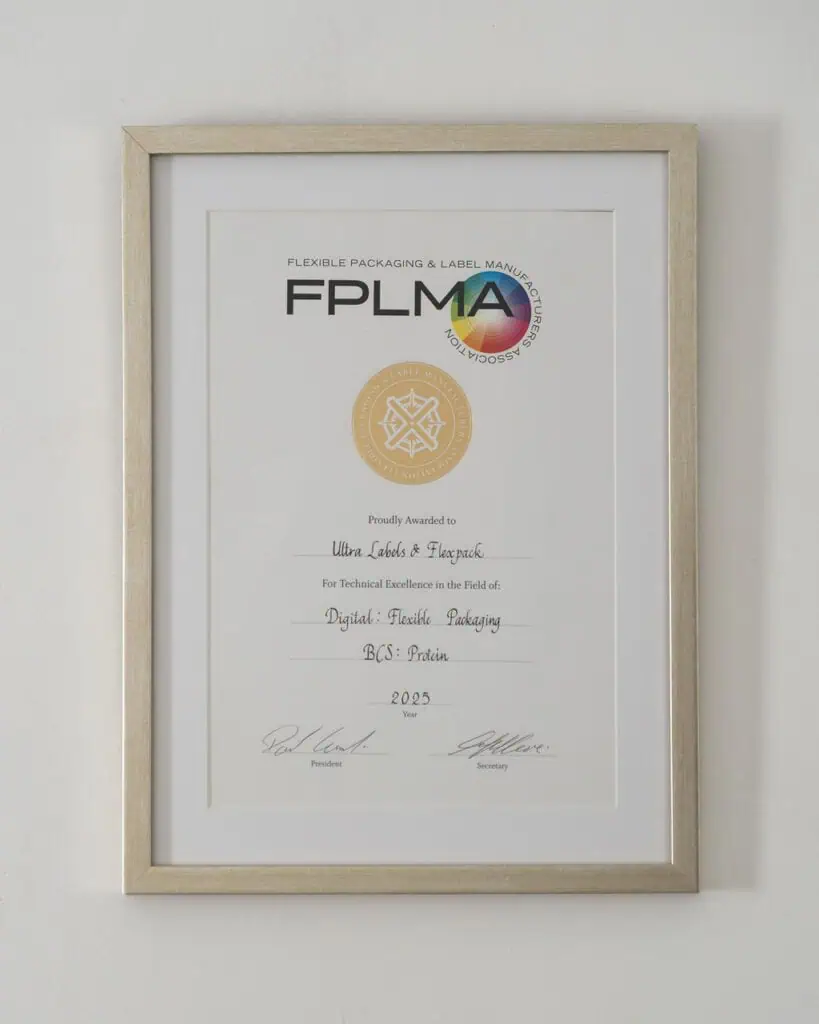 FLEXIBLE PACKAGING & LABEL MANUFACTURERS ASSOCIATION
FPLMA
Proudly Awarded to
Ultra Labels & Flexpack
For Technical Excellence in the Field of:
Digital: Flexible Packaging
BCS: Protein
2025
Year
President
Secretary